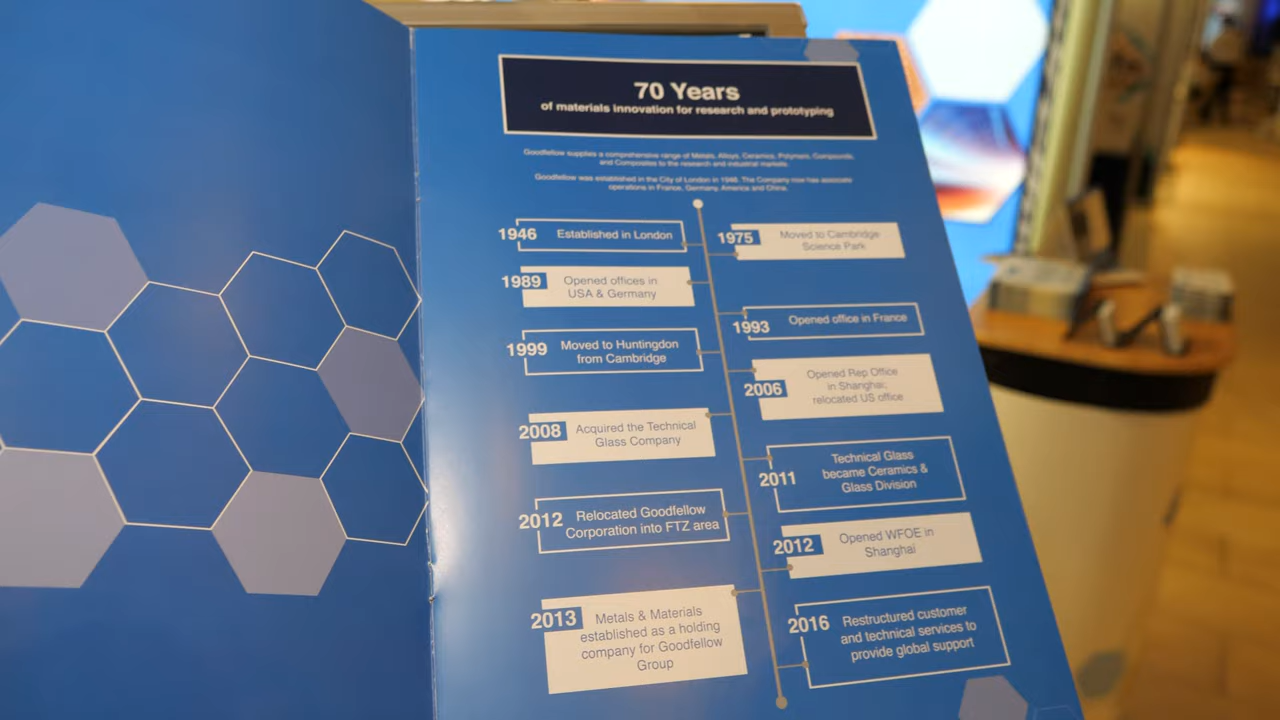 70 Years
of materials innovation for research and prototyping
Goodfellow supplies a comprehensive range of Metals, Alloys, Ceramics, Polymers, Compounds,
and Composites to the research and industrial markets.
Goodfellow was established in the City of London in 1946. The Company now has associate
operations in France, Germany, America and China.
1946 Established in London
1975 Moved to Cambridge
Science Park
1989 Opened offices in
USA & Germany
1993 Opened office in France
1999 Moved to Huntingdon
from Cambridge
2006 Opened Rep Office
in Shanghai;
relocated US office
2008 Acquired the Technical
Glass Company
2011 Technical Glass
became Ceramics &
Glass Division
2012 Relocated Goodfellow
Corporation into FTZ area
2012 Opened WFOE in
Shanghai
2013 Metals & Materials
established as a holding
company for Goodfellow
Group
2016 Restructured customer
and technical services to
provide global support